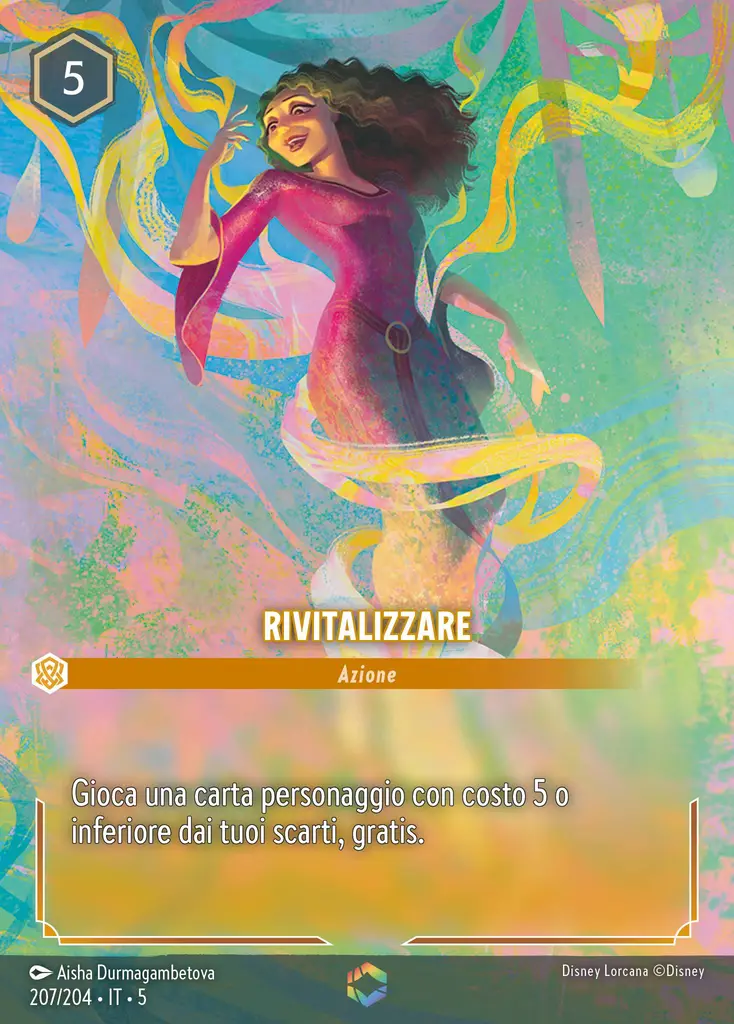 5
RIVITALIZZARE
Azione
Gioca una carta personaggio con costo 5 o
inferiore dai tuoi scarti, gratis.
Aisha Durmagambetova
Disney Lorcana ©Disney
207/204 • IT • 5